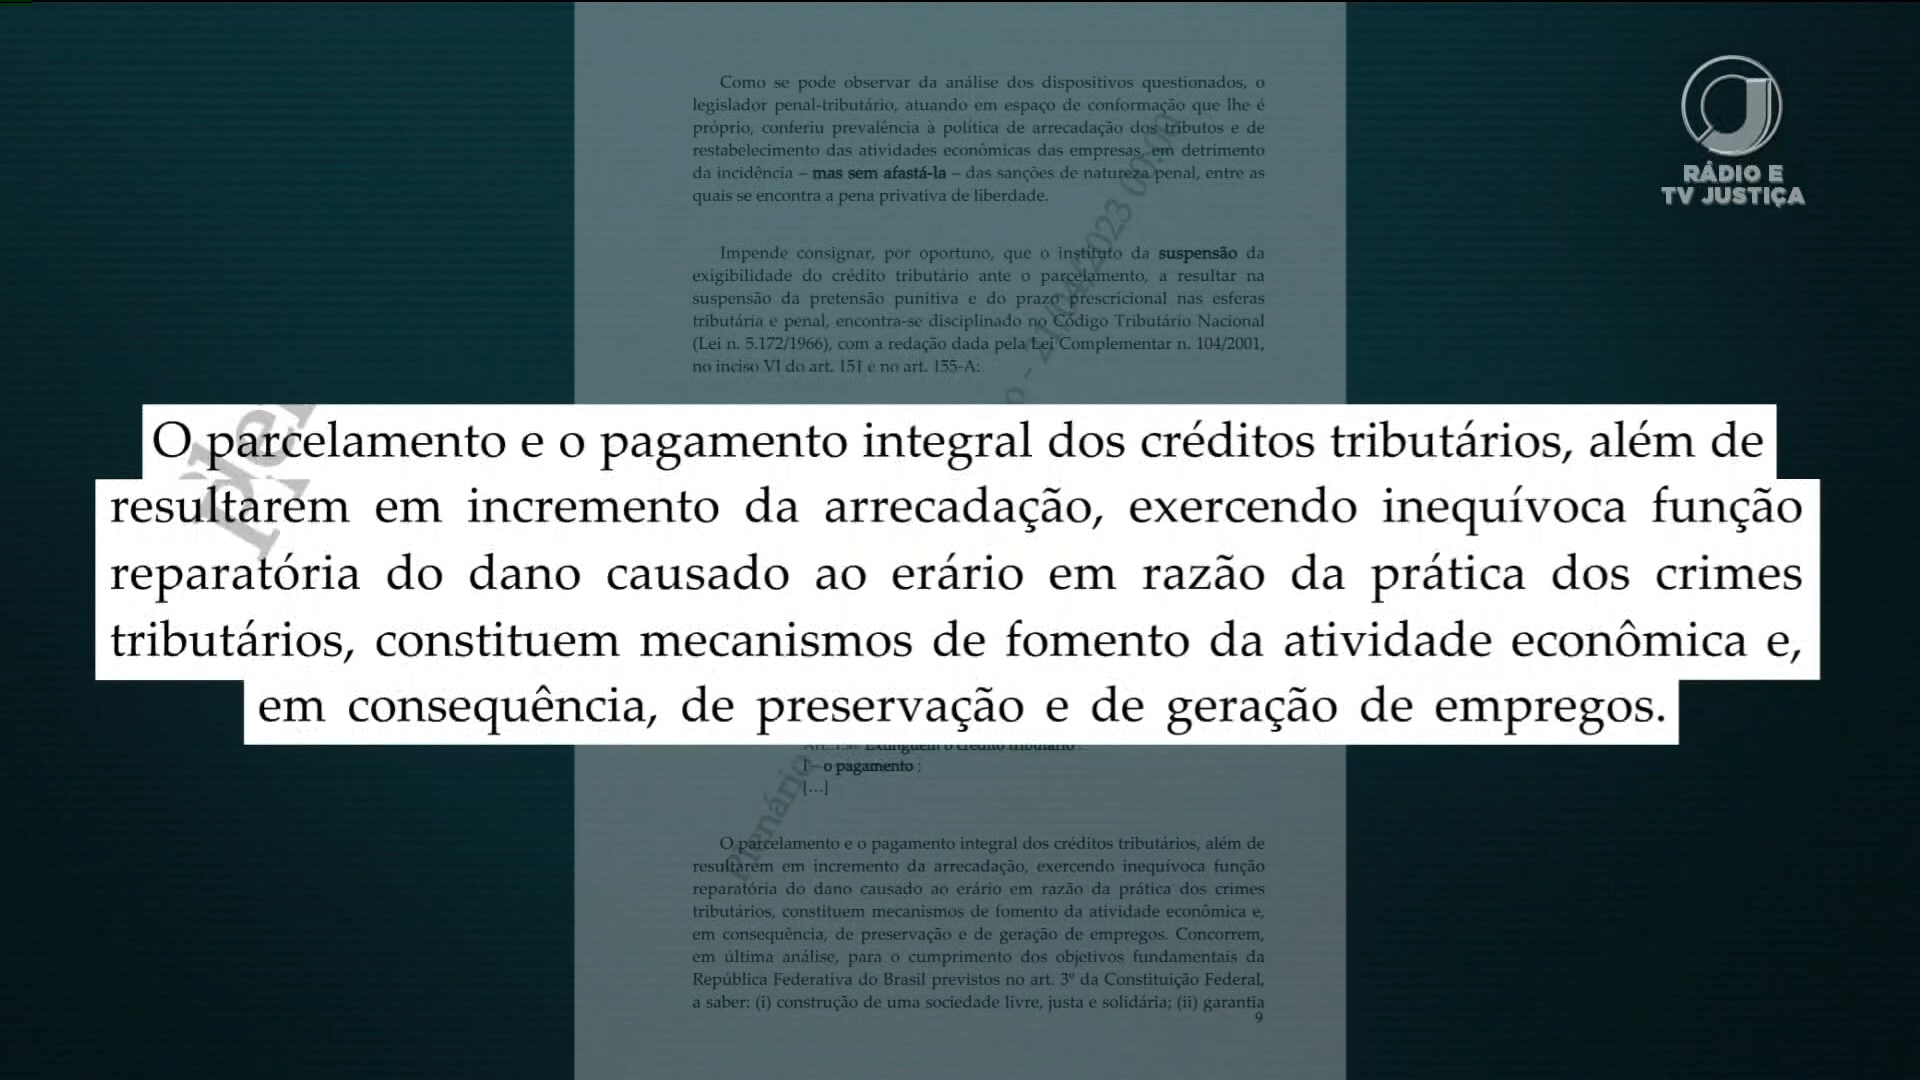 Como se pode observar da análise dos dispositivos questionados, o
legislador penal-tributário, atuando em espaço de conformação que lhe é
próprio, conferiu prevalência à política de arrecadação dos tributos e de
restabelecimento das atividades econômicas das empresas, em detrimento
da incidência – mas sem afastá-la – das sanções de natureza penal, entre as
quais se encontra a pena privativa de liberdade.
RÁDIO E
TV JUSTIÇA
Impende consignar, por oportuno, que o instituto da suspensão da
exigibilidade do crédito tributário ante o parcelamento, a resultar na
suspensão da pretensão punitiva e do prazo prescricional nas esferas
tributária e penal, encontra-se disciplinado no Código Tributário Nacional
(Lei n. 5.172/1966), com a redação dada pela Lei Complementar n. 104/2001,
no inciso VI do art. 151 e no art. 155-A:
O parcelamento e o pagamento integral dos créditos tributários, além de
resultarem em incremento da arrecadação, exercendo inequívoca função
reparatória do dano causado ao erário em razão da prática dos crimes
tributários, constituem mecanismos de fomento da atividade econômica e,
em consequência, de preservação e de geração de empregos.
Extinguem o crédito tributário
I – o pagamento ;
[...]
O parcelamento e o pagamento integral dos créditos tributários, além de
resultarem em incremento da arrecadação, exercendo inequívoca função
reparatória do dano causado ao erário em razão da prática dos crimes
tributários, constituem mecanismos de fomento da atividade econômica e,
em consequência, de preservação e de geração de empregos. Concorrem,
em última análise, para o cumprimento dos objetivos fundamentais da
República Federativa do Brasil previstos no art. 3º da Constituição Federal,
a saber: (i) construção de uma sociedade livre, justa e solidária; (ii) garantia
9
Plenário
- 21/04/2023 00:00